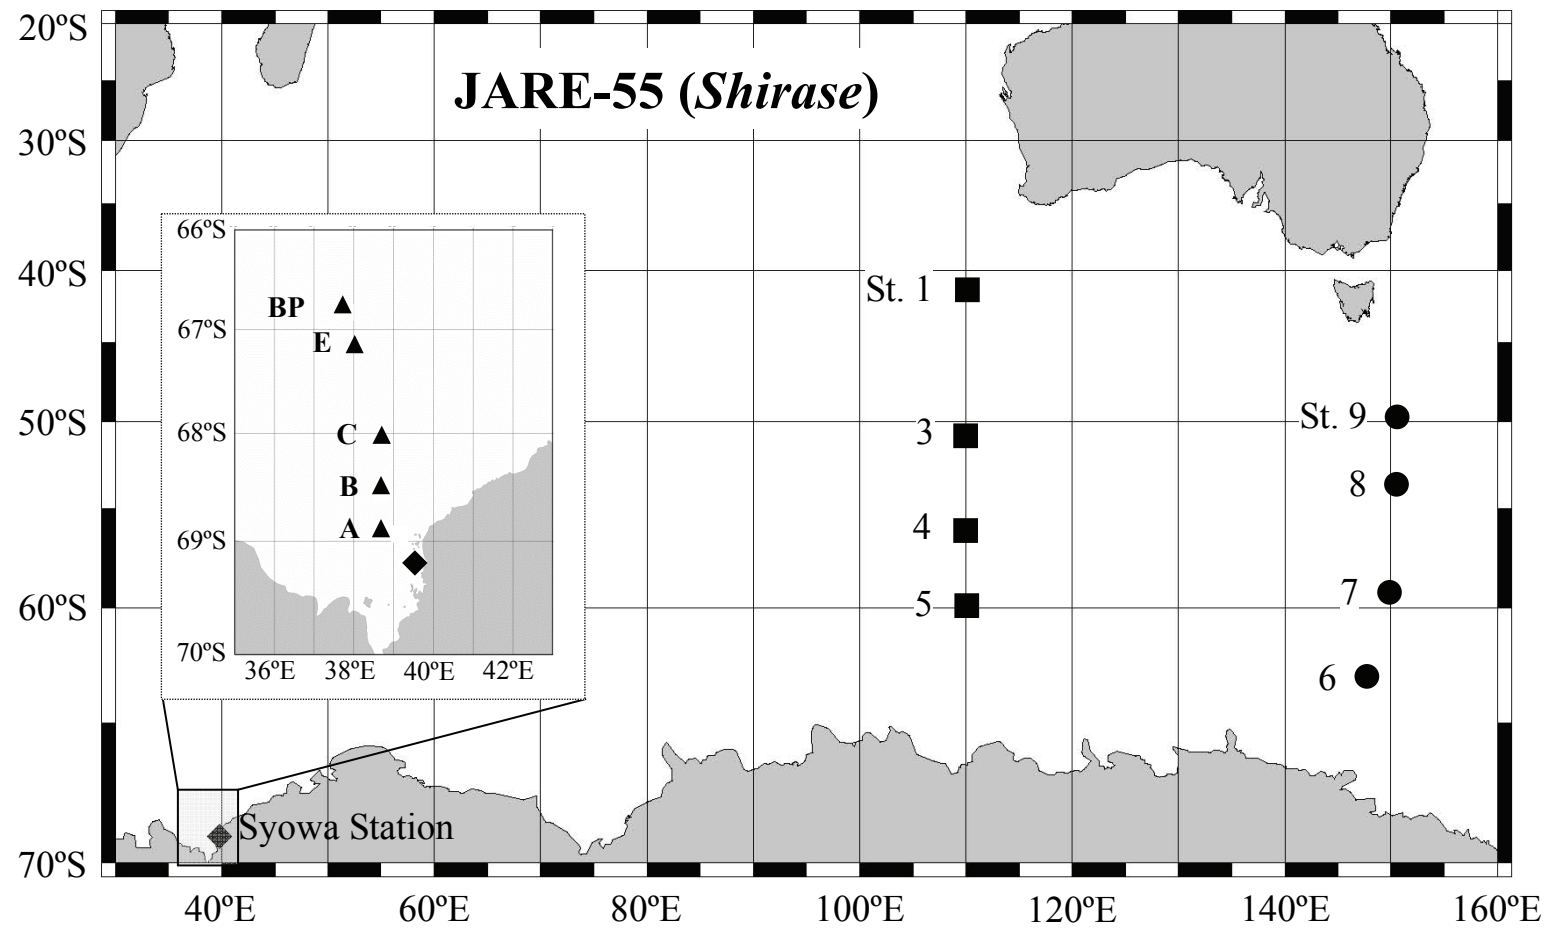 20ºS
JARE-55 (Shirase)
30ºS
66ºS
40ºS
St. 1
BP
67ºS
E
50ºS
St. 9
68ºS
C
3
B
8
A
4
69ºS
60ºS
7
5
70ºS
36ºE 38ºE 40ºE 42ºE
6
Syowa Station
70ºS
40ºE 60ºE 80ºE 100ºE 120ºE 140ºE 160ºE